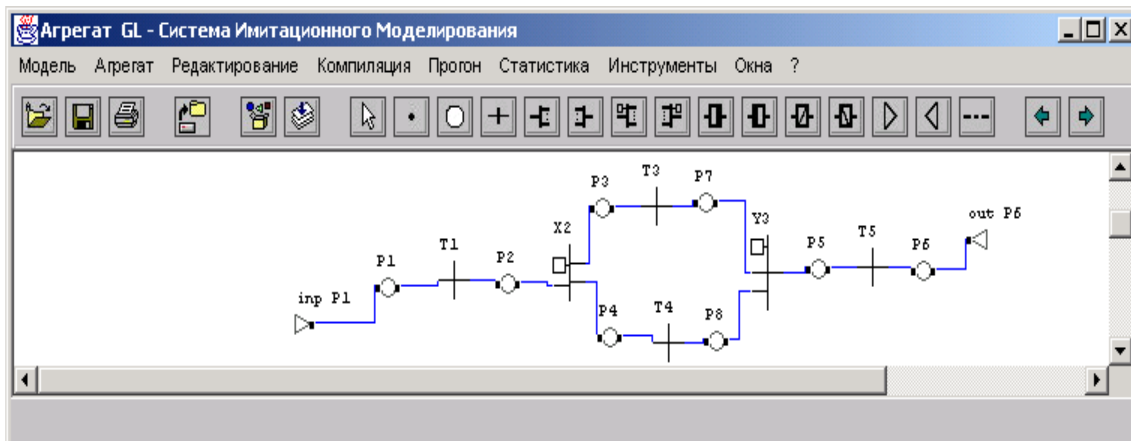 Агрегат GL - Система Имитационного Моделирования
Модель Агрегат Редактирование Компиляция Прогон Статистика Инструменты Окна ?
P3 T3 P7
X2 Y3 out P6
P1 T1 P2 P5 T5 P6
inp P1 P4 T4 P8